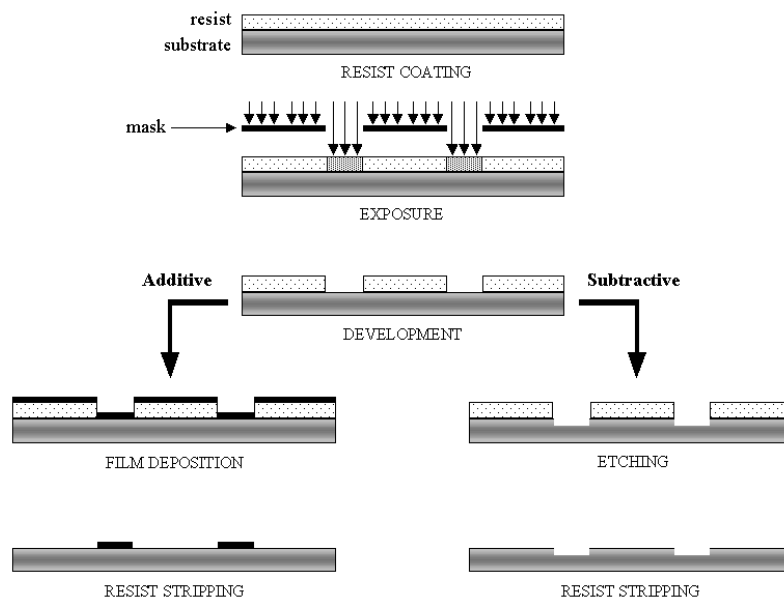 resist
substrate
RESIST COATING
mask
EXPOSURE
Additive
Subtractive
DEVELOPMENT
FILM DEPOSITION
ETCHING
RESIST STRIPPING
RESIST STRIPPING